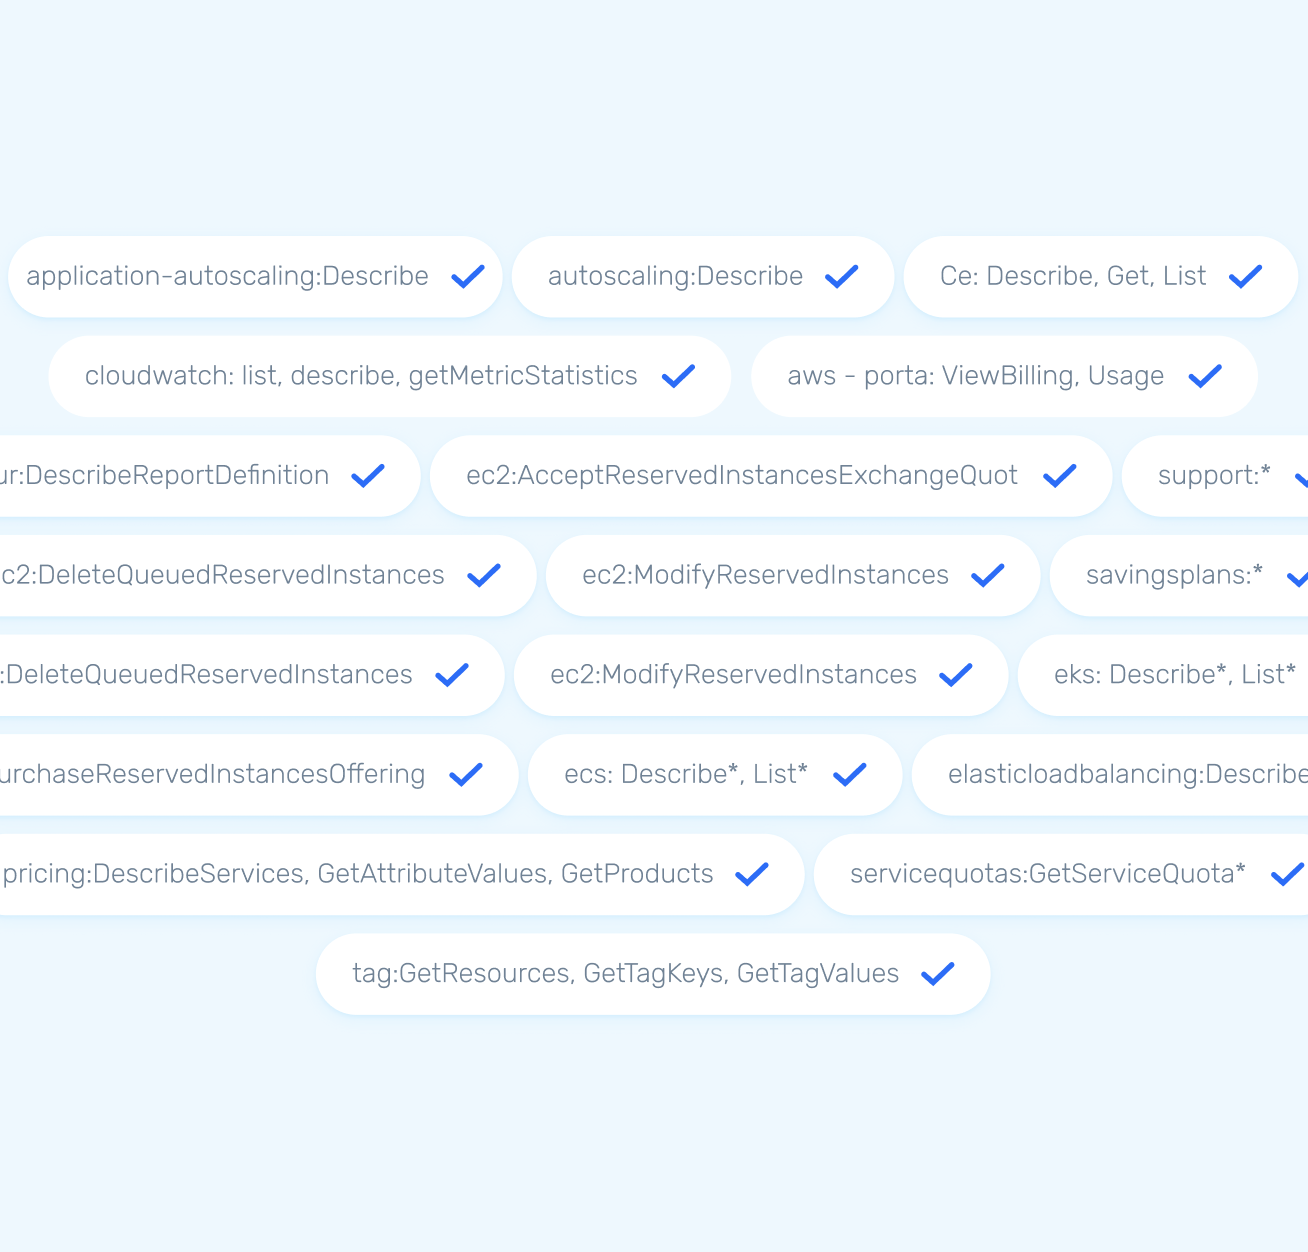 application-autoscaling:Describe autoscaling:Describe Ce: Describe, Get, List
cloudwatch: list, describe, getMetricStatistics aws - porta: ViewBilling, Usage
ur:DescribeReportDefinition ec2:AcceptReservedInstancesExchangeQuot support:*
c2:DeleteQueuedReservedInstances ec2:ModifyReservedInstances savingsplans:*
:DeleteQueuedReservedInstances ec2:ModifyReservedInstances eks: Describe*, List*
urchaseReservedInstancesOffering ecs: Describe*, List* elasticloadbalancing:Describe
pricing:DescribeServices, GetAttributeValues, GetProducts servicequotas:GetServiceQuota*
tag:GetResources, GetTagKeys, GetTagValues